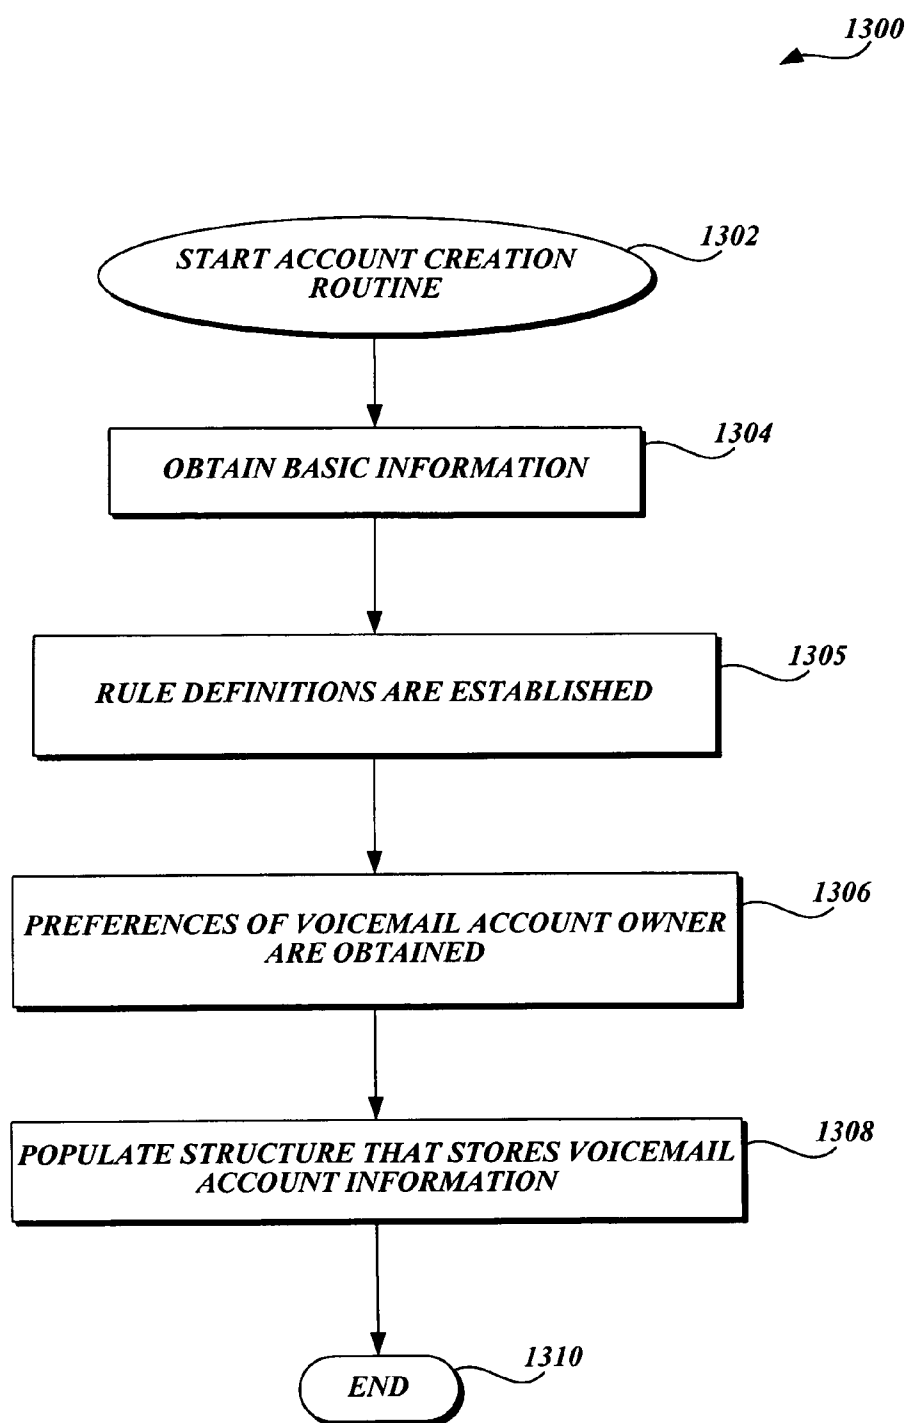 1300
1302
START ACCOUNT CREATION
ROUTINE
1304
OBTAIN BASIC INFORMATION
1305
RULE DEFINITIONS ARE ESTABLISHED
1306
PREFERENCES OF VOICEMAIL ACCOUNT OWNER
ARE OBTAINED
1308
POPULATE STRUCTURE THAT STORES VOICEMAIL
ACCOUNT INFORMATION
1310
END